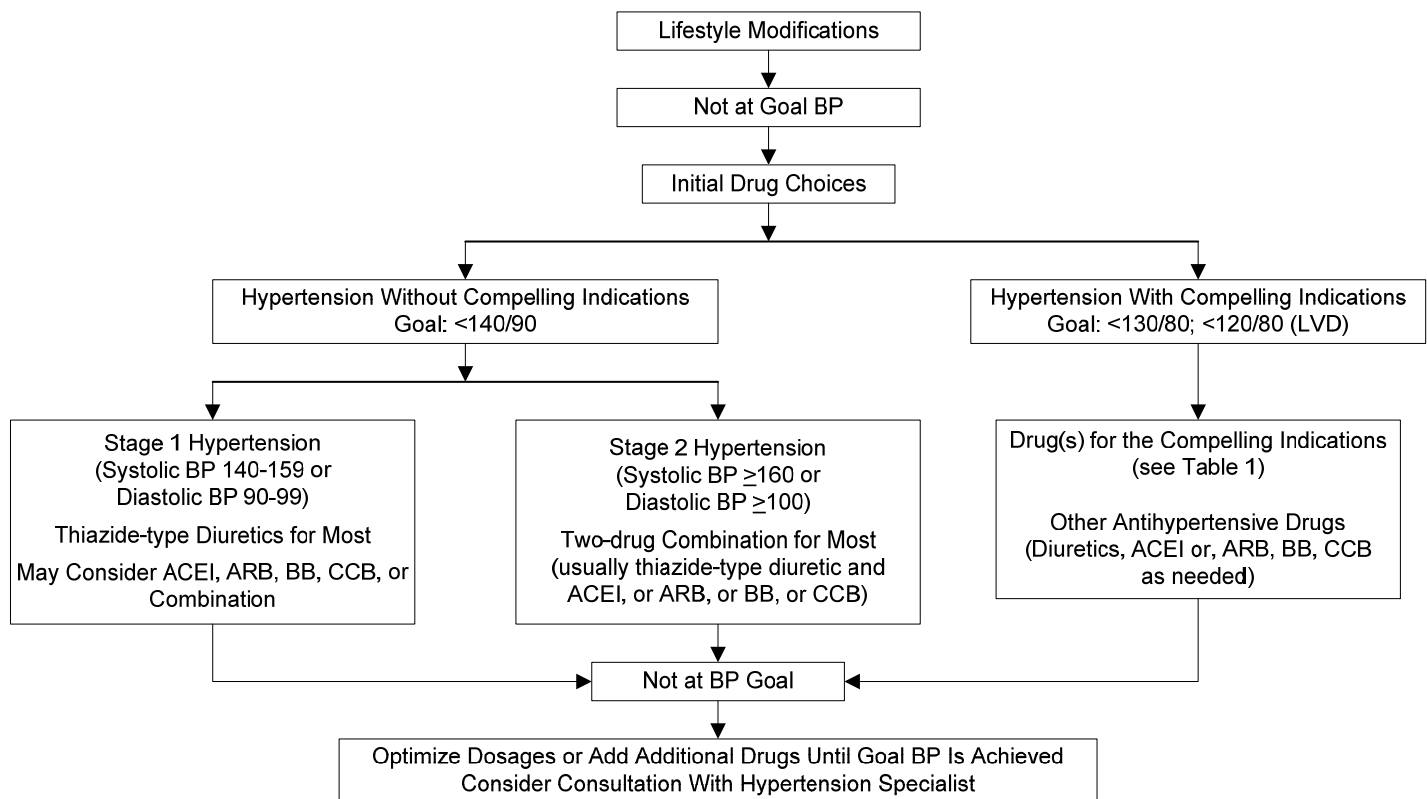 Lifestyle Modifications
Not at Goal BP
Initial Drug Choices
Hypertension Without Compelling Indications
Goal: <140/90
Hypertension With Compelling Indications
Goal: <130/80; <120/80 (LVD)
Stage 1 Hypertension
(Systolic BP 140-159 or
Diastolic BP 90-99)
Thiazide-type Diuretics for Most
May Consider ACEI, ARB, BB, CCB, or
Combination
Stage 2 Hypertension
(Systolic BP ≥160 or
Diastolic BP ≥100)
Two-drug Combination for Most
(usually thiazide-type diuretic and
ACEI, or ARB, or BB, or CCB)
Drug(s) for the Compelling Indications
(see Table 1)
Other Antihypertensive Drugs
(Diuretics, ACEI or, ARB, BB, CCB
as needed)
Not at BP Goal
Optimize Dosages or Add Additional Drugs Until Goal BP Is Achieved
Consider Consultation With Hypertension Specialist